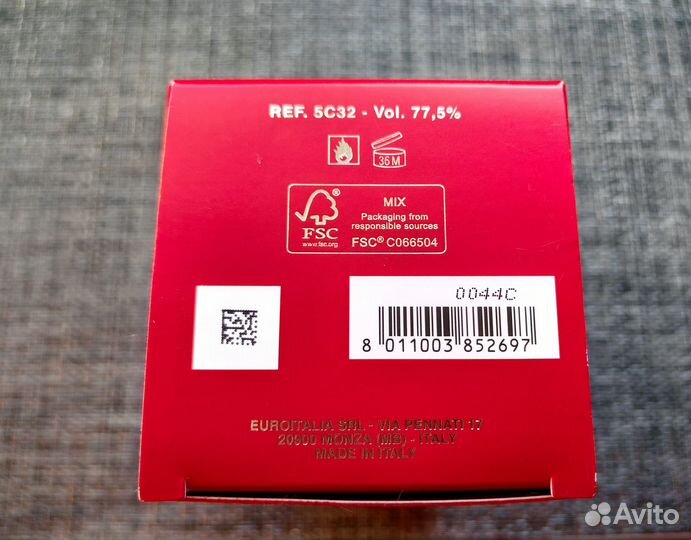 REF. 5C32 - Vol. 77,5%
36M
FSC
www.fsc.org
MIX
Packaging from
responsible sources
FSC® C066504
0044C
8 011003 852697
EUROITALIA SRL - VIA PENNATI 17
20900 MONZA (MB) - ITALY
MADE IN ITALY
Avito